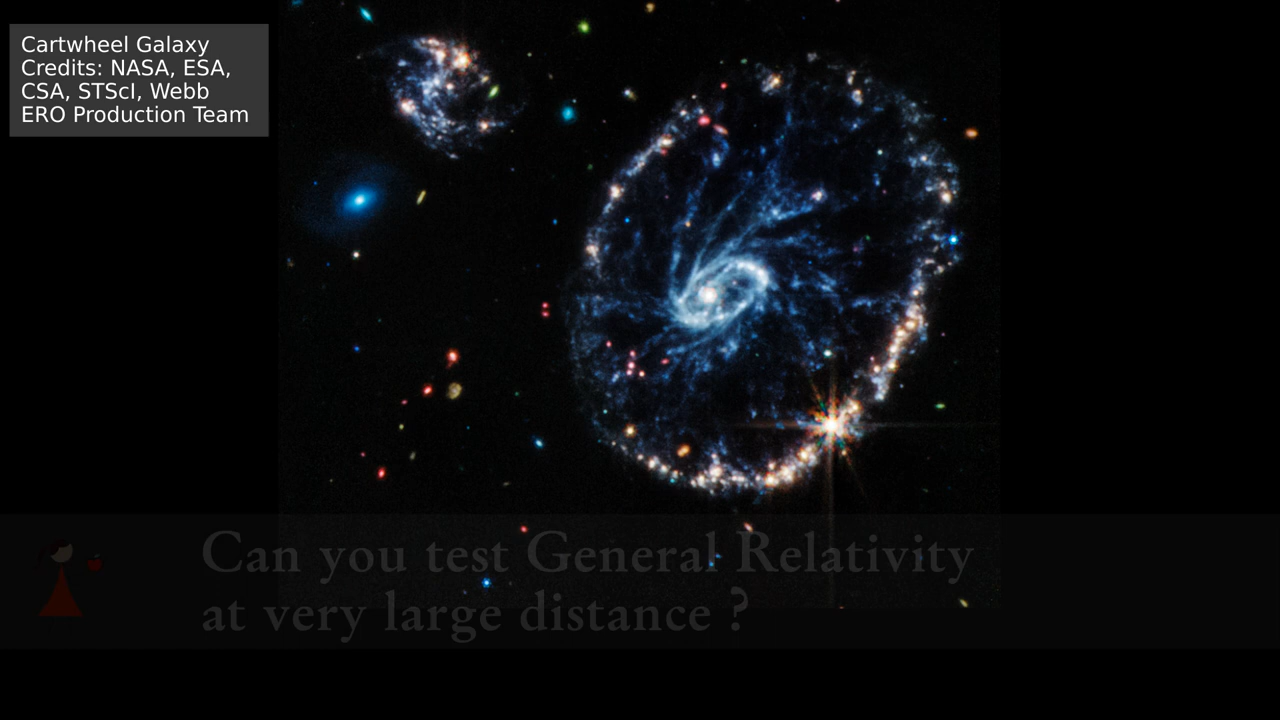 Cartwheel Galaxy
Credits: NASA, ESA,
CSA, STScI, Webb
ERO Production Team
Can you test General Relativity
at very large distance ?